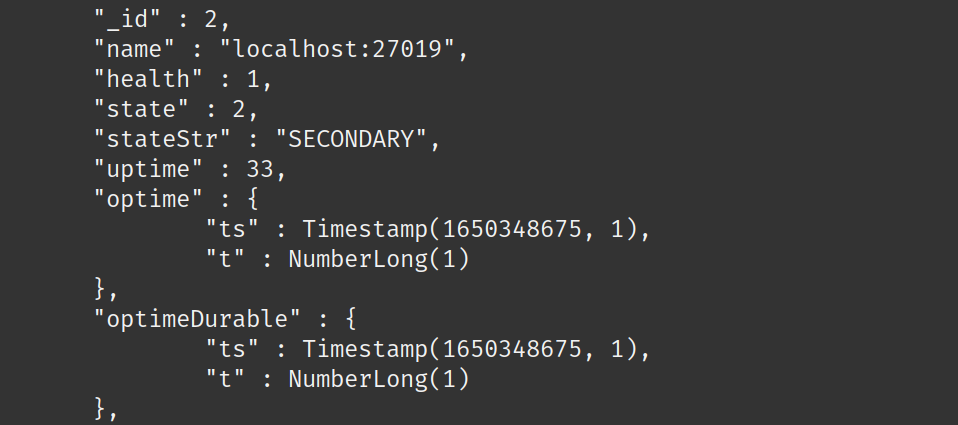 "_id" : 2,
"name" : "localhost:27019",
"health" : 1,
"state" : 2,
"stateStr" : "SECONDARY",
"uptime" : 33,
"optime" : {
"ts" : Timestamp(1650348675, 1),
"t" : NumberLong(1)
},
"optimeDurable" : {
"ts" : Timestamp(1650348675, 1),
"t" : NumberLong(1)
},